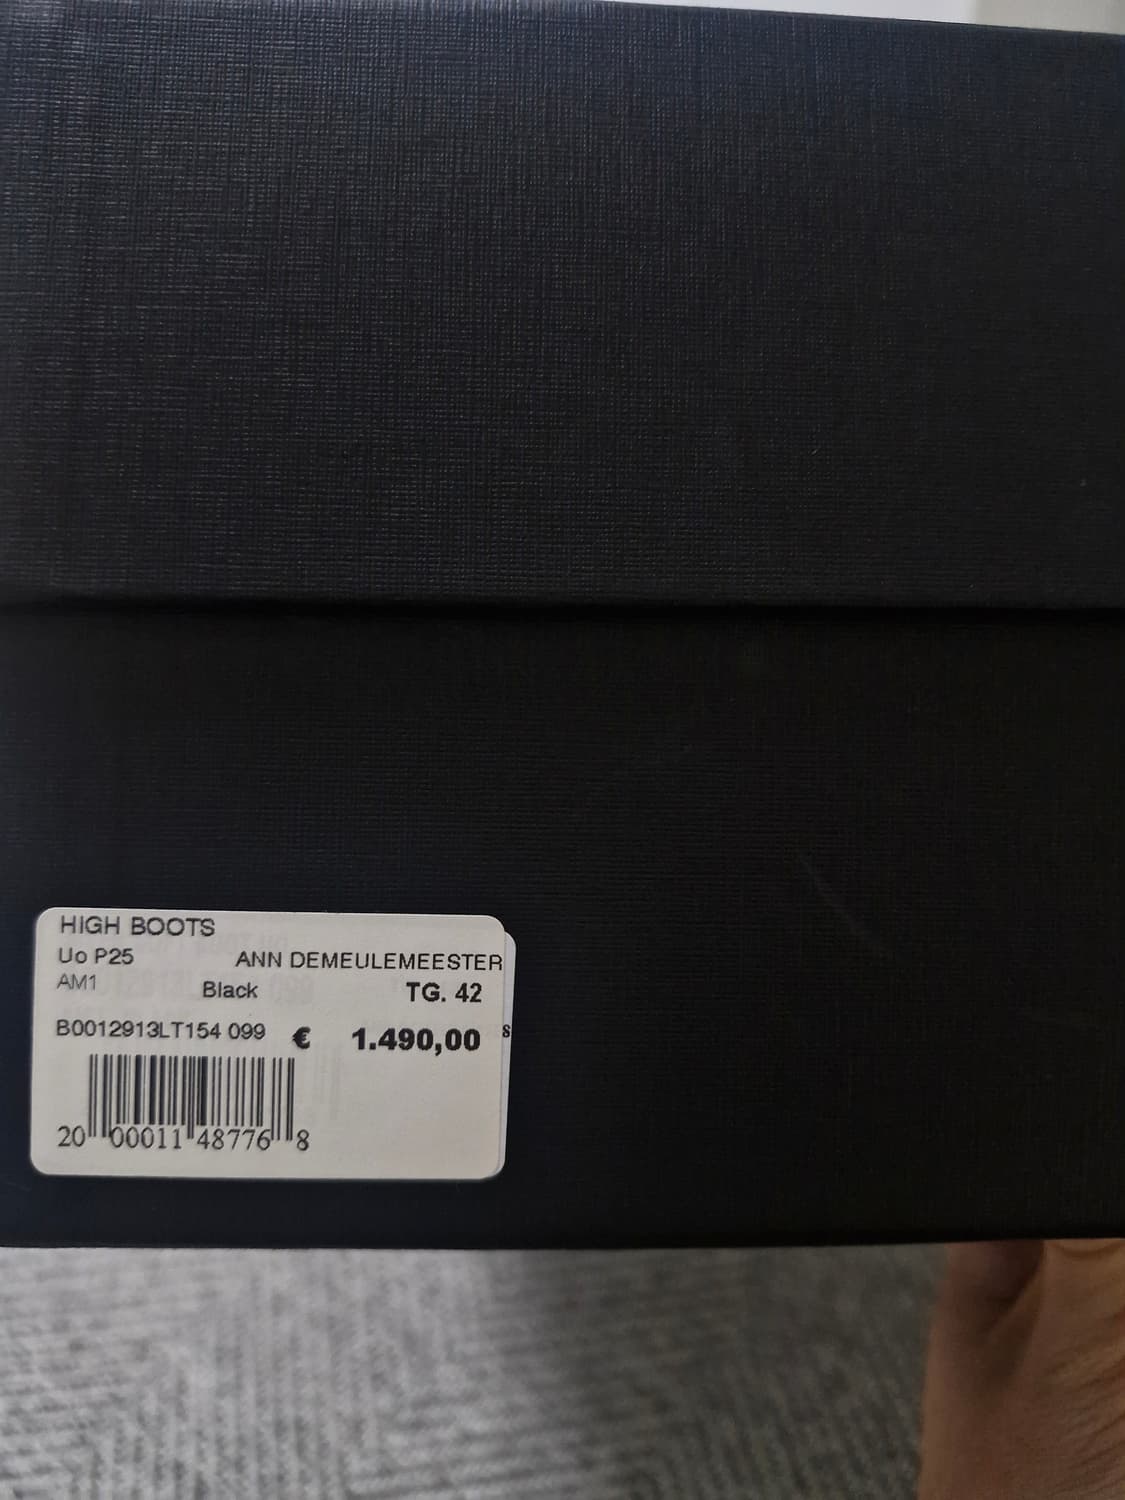 HIGH BOOTS
Uo P25 ANN DEMEULEMEESTER
AM1 Black TG. 42
B0012913LT154 099 € 1.490,00
20 00011 48776 8